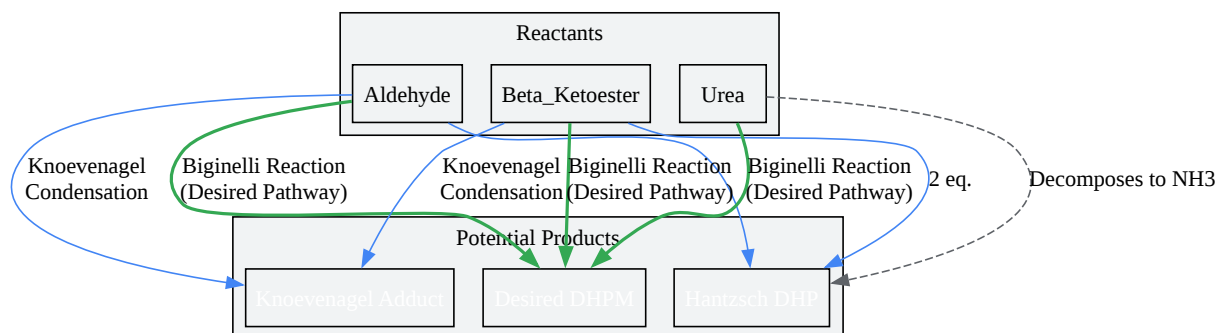 Reactants
Aldehyde
Beta_Ketoester
Urea
Knoevenagel
Condensation
Biginelli Reaction
(Desired Pathway)
Knoevenagel
Condensation
Biginelli Reaction
(Desired Pathway)
Biginelli Reaction
(Desired Pathway)
2 eq.
Decomposes to NH3
Potential Products
Knoevenagel Adduct
Desired DHPM
Hantzsch DHP